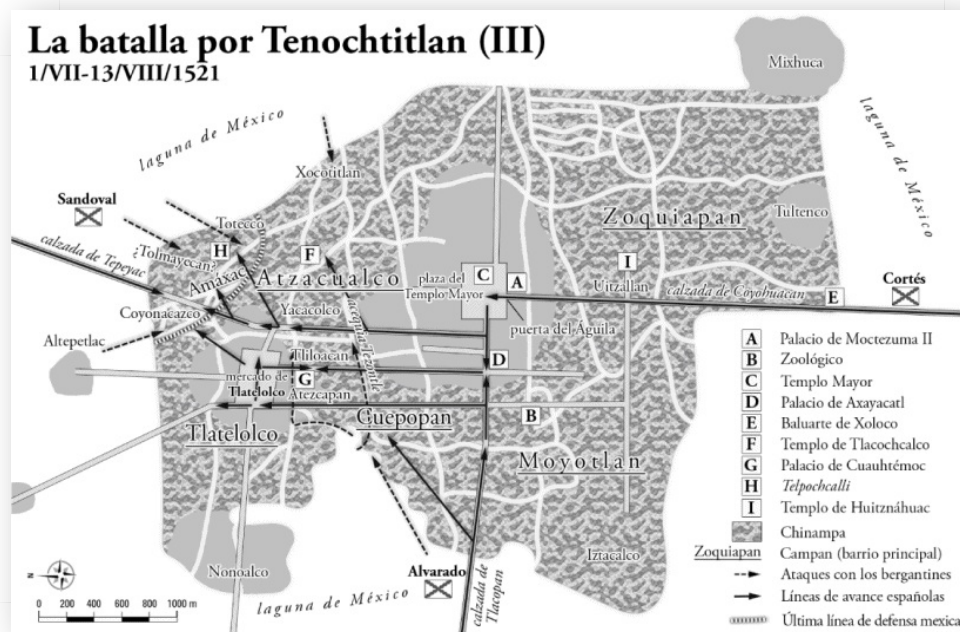 La batalla por Tenochtitlan (III)
1/VII-13/VIII/1521
Mixhuca
laguna de México
laguna de México
Xocotitlan
Sandoval
Totecco
Zoquiapan
Tultenco
calzada de Tepeyac
¿Tolmayecan?
H
F
Amáxac
Atzacualco
I
plaza del
Templo Mayor
C
A
Uitzallan
calzada de Coyohuacan
E
Cortés
Coyonacazco
Yacacolco
acequia Tezontle
puerta del Águila
Altepetlac
Tliloacan
D
mercado de
Tlatelolco
G
Atezcapan
B
Tlatelolco
Cuepopan
Moyotlan
Nonoalco
Iztacalco
Alvarado
calzada de
Tlacopan
laguna de México
N
0 200 400 600 800 1000 m
A Palacio de Moctezuma II
B Zoológico
C Templo Mayor
D Palacio de Axayacatl
E Baluarte de Xoloco
F Templo de Tlacochcalco
G Palacio de Cuauhtémoc
H Telpochcalli
I Templo de Huitznáhuac
Chinampa
Zoquiapan Campan (barrio principal)
Ataques con los bergantines
Líneas de avance españolas
Última línea de defensa mexica